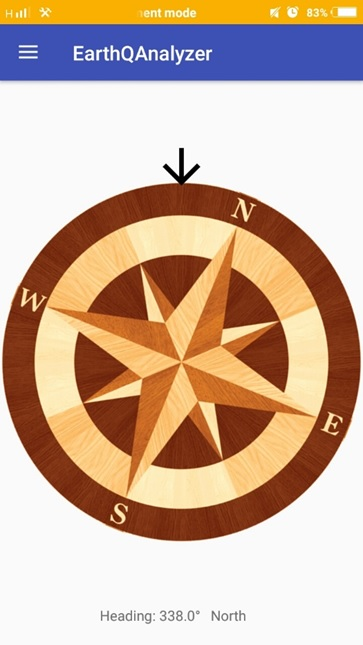 H ent mode 83%
EarthQAnalyzer
N
W
E
S
Heading: 338.0° North